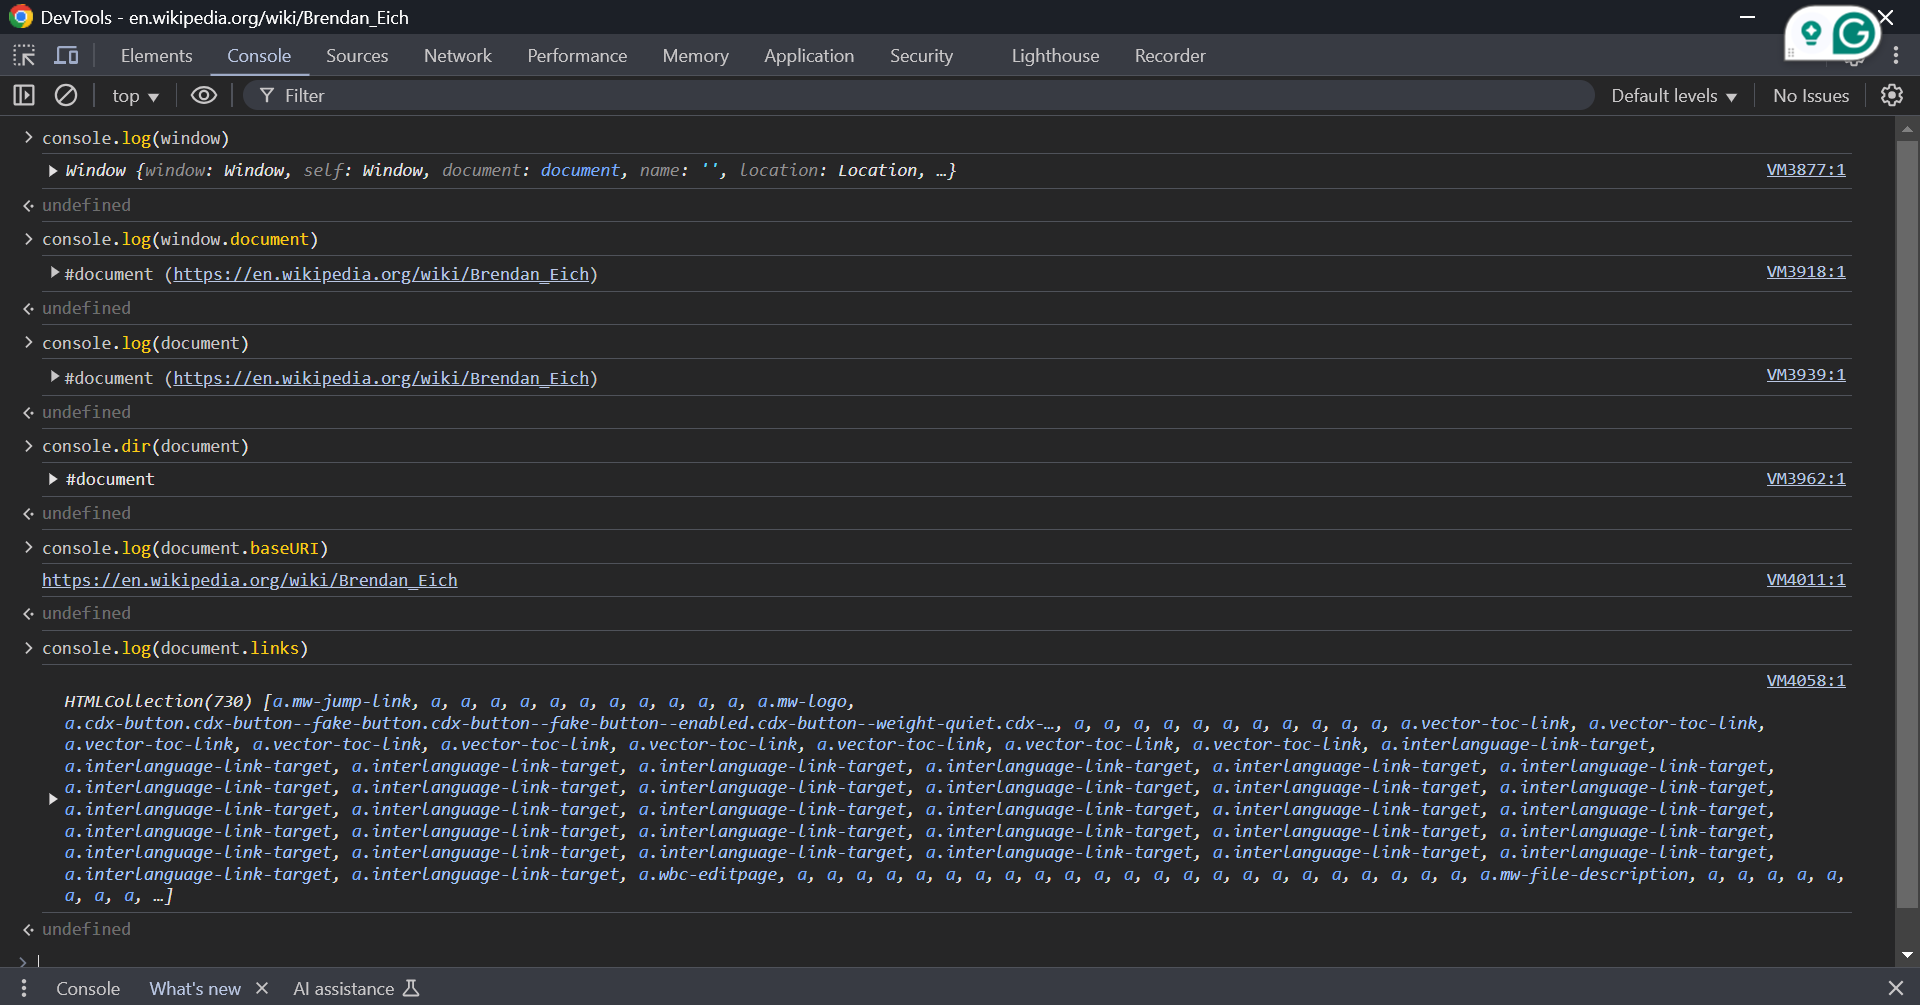 DevTools - en.wikipedia.org/wiki/Brendan_Eich
Elements Console Sources Network Performance Memory Application Security Lighthouse Recorder
top Filter Default levels No Issues
console.log(window)
Window {window: Window, self: Window, document: document, name: '', location: Location, …} VM3877:1
undefined
console.log(window.document)
#document (https://en.wikipedia.org/wiki/Brendan_Eich) VM3918:1
undefined
console.log(document)
#document (https://en.wikipedia.org/wiki/Brendan_Eich) VM3939:1
undefined
console.dir(document)
#document VM3962:1
undefined
console.log(document.baseURI)
https://en.wikipedia.org/wiki/Brendan_Eich VM4011:1
undefined
console.log(document.links)
VM4058:1
HTMLCollection(730) [a.mw-jump-link, a, a, a, a, a, a, a, a, a, a, a, a.mw-logo,
a.cdx-button.cdx-button--fake-button.cdx-button--fake-button--enabled.cdx-button--weight-quiet.cdx-…, a, a, a, a, a, a, a, a, a, a, a, a.vector-toc-link, a.vector-toc-link,
a.vector-toc-link, a.vector-toc-link, a.vector-toc-link, a.vector-toc-link, a.vector-toc-link, a.vector-toc-link, a.vector-toc-link, a.interlanguage-link-target,
a.interlanguage-link-target, a.interlanguage-link-target, a.interlanguage-link-target, a.interlanguage-link-target, a.interlanguage-link-target, a.interlanguage-link-target,
a.interlanguage-link-target, a.interlanguage-link-target, a.interlanguage-link-target, a.interlanguage-link-target, a.interlanguage-link-target, a.interlanguage-link-target,
a.interlanguage-link-target, a.interlanguage-link-target, a.interlanguage-link-target, a.interlanguage-link-target, a.interlanguage-link-target, a.interlanguage-link-target,
a.interlanguage-link-target, a.interlanguage-link-target, a.interlanguage-link-target, a.interlanguage-link-target, a.interlanguage-link-target, a.interlanguage-link-target,
a.interlanguage-link-target, a.interlanguage-link-target, a.interlanguage-link-target, a.interlanguage-link-target, a.interlanguage-link-target, a.interlanguage-link-target,
a.interlanguage-link-target, a.interlanguage-link-target, a.wbc-editpage, a, a, a, a, a, a, a, a, a, a, a, a, a, a, a, a, a, a, a, a, a, a, a, a.mw-file-description, a, a, a, a, a,
a, a, a, …]
undefined
Console What's new AI assistance